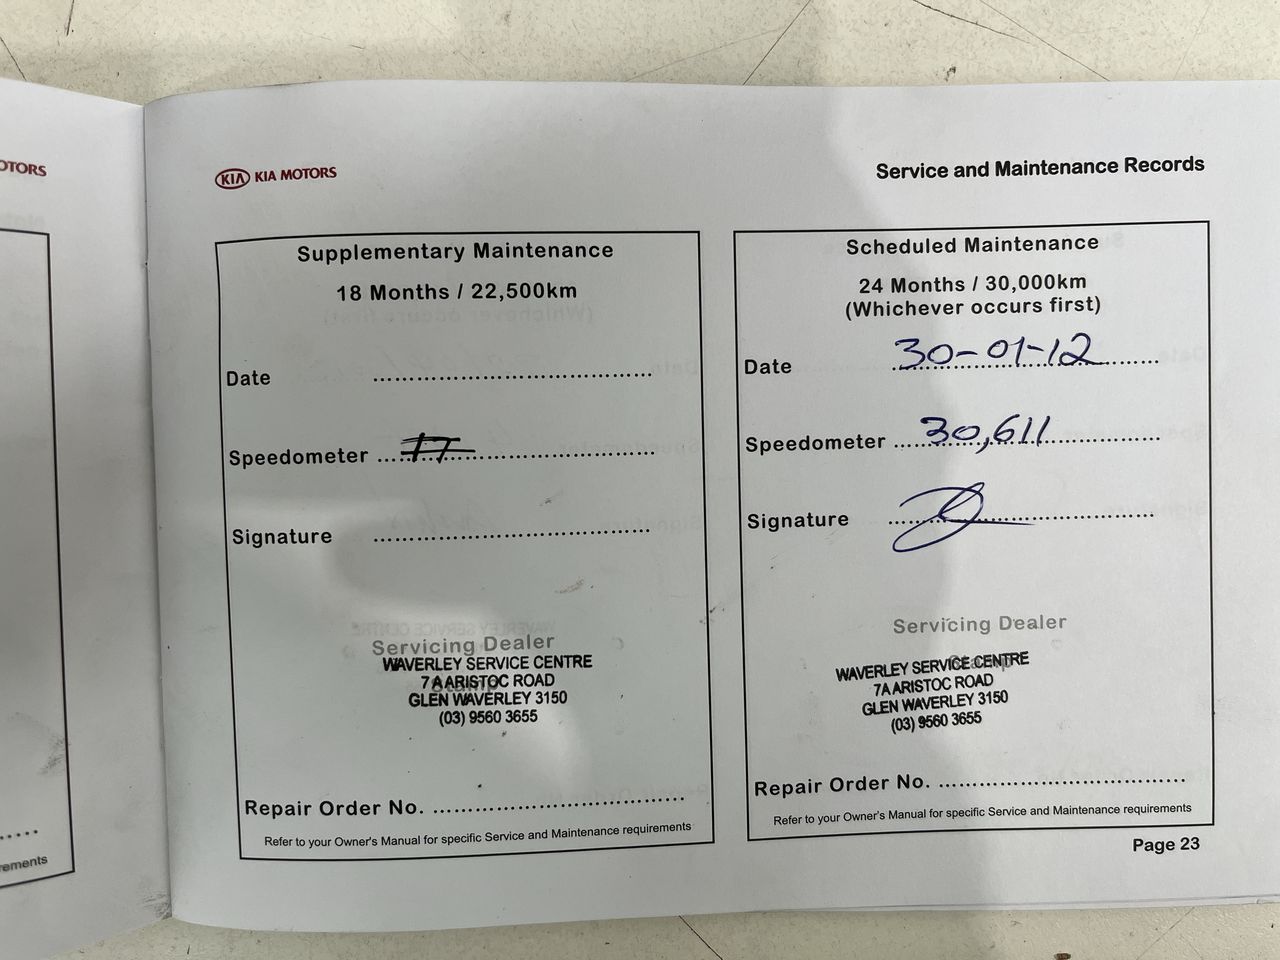 OTORS
KIA KIA MOTORS
Service and Maintenance Records
Supplementary Maintenance
18 Months / 22,500km
Date ........................................
Speedometer ........................................
Signature ........................................
Servicing Dealer
Stamp
WAVERLEY SERVICE CENTRE
7A ARISTOC ROAD
GLEN WAVERLEY 3150
(03) 9560 3655
Repair Order No. ....................................
Refer to your Owner's Manual for specific Service and Maintenance requirements
Scheduled Maintenance
24 Months / 30,000km
(Whichever occurs first)
Date 30-01-12
Speedometer 30,611
Signature ........................................
Servicing Dealer
Stamp
WAVERLEY SERVICE CENTRE
7A ARISTOC ROAD
GLEN WAVERLEY 3150
(03) 9560 3655
Repair Order No. ....................................
Refer to your Owner's Manual for specific Service and Maintenance requirements
Page 23
rements